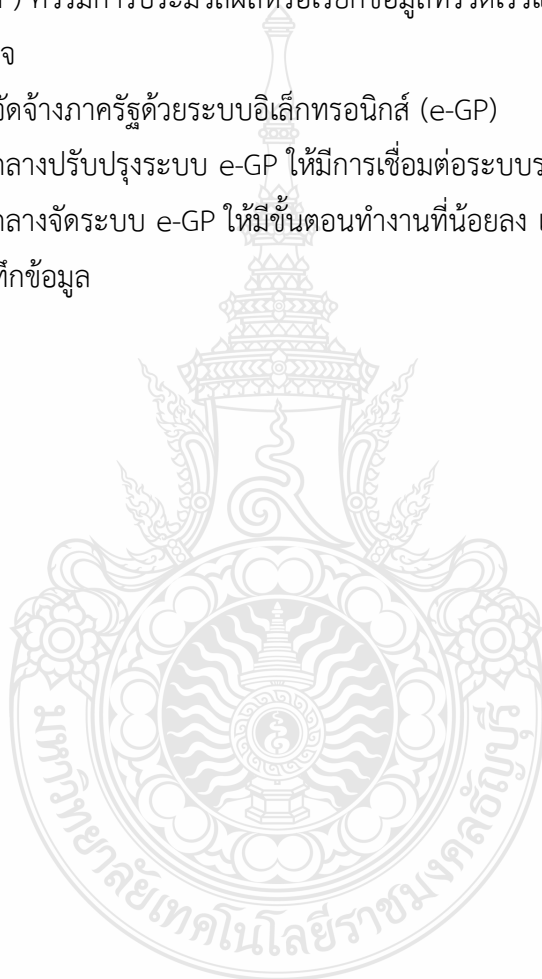 จ
จัดจ้างภาครัฐด้วยระบบอิเล็กทรอนิกส์ (e-GP)
กลางปรับปรุงระบบ e-GP ให้มีการเชื่อมต่อระบบร
กลางจัดระบบ e-GP ให้มีขั้นตอนทำงานที่น้อยลง
ทึกข้อมูล
มหาวิทยาลัยเทคโนโลยีราชมงคลธัญบุรี